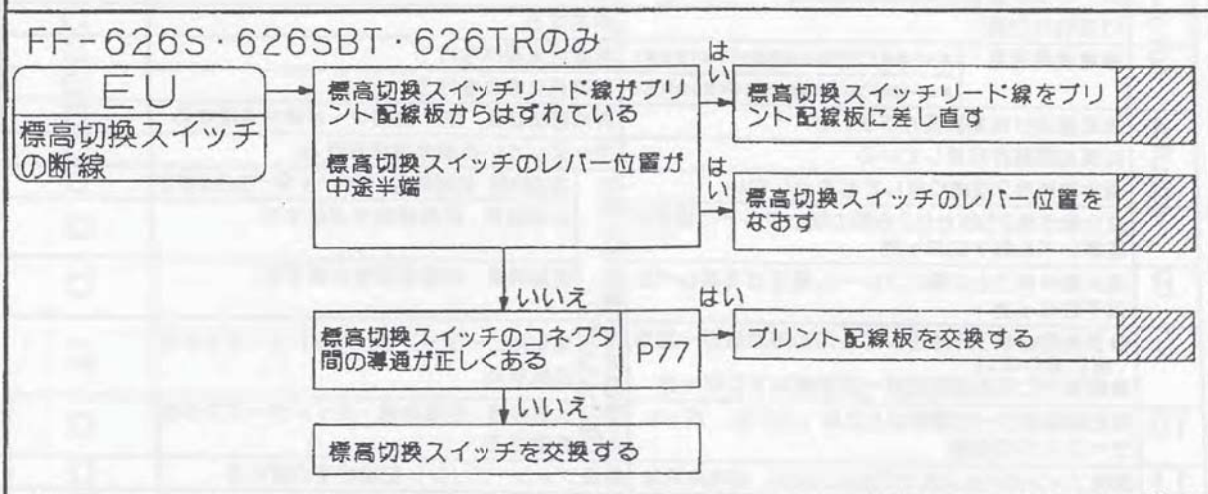 FF-626S・626SBT・626TRのみ
EU
標高切換スイッチ
の断線
標高切換スイッチリード線がプリ
ント配線板からはずれている
標高切換スイッチのレバー位置が
中途半端
はい
標高切換スイッチリード線をプリ
ント配線板に差し直す
はい
標高切換スイッチのレバー位置を
なおす
いいえ
標高切換スイッチのコネクタ
間の導通が正しくある
P77
はい
プリント配線板を交換する
いいえ
標高切換スイッチを交換する